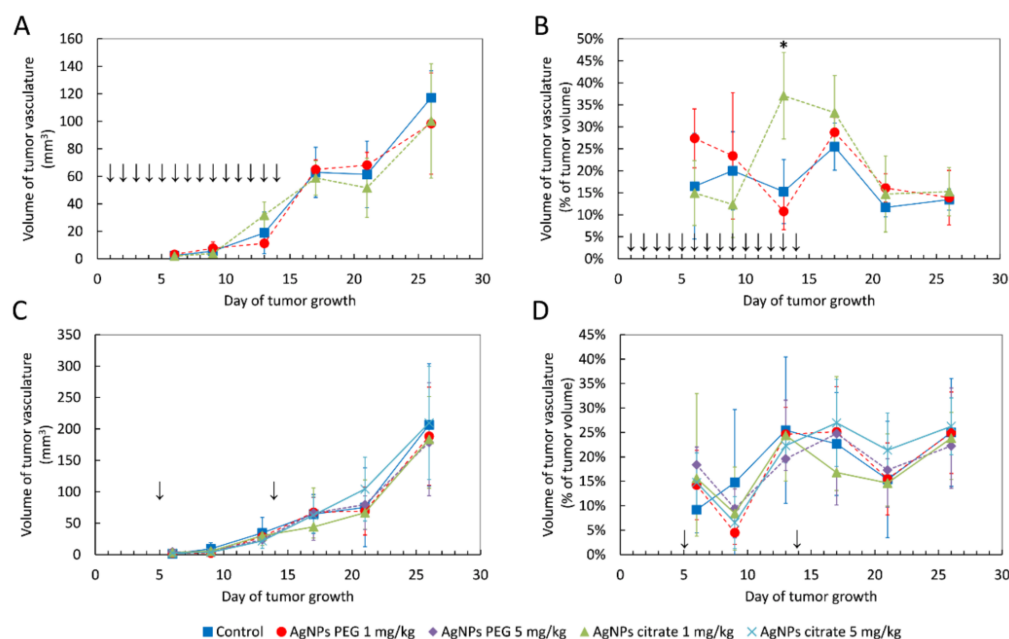 A
B
Volume of tumor vasculature
(mm³)
160
140
120
100
80
60
40
20
0
0 5 10 15 20 25 30
Day of tumor growth
Volume of tumor vasculature
(% of tumor volume)
50%
45%
40%
35%
30%
25%
20%
15%
10%
5%
0%
*
0 5 10 15 20 25 30
Day of tumor growth
C
D
Volume of tumor vasculature
(mm³)
350
300
250
200
150
100
50
0
0 5 10 15 20 25 30
Day of tumor growth
Volume of tumor vasculature
(% of tumor volume)
45%
40%
35%
30%
25%
20%
15%
10%
5%
0%
0 5 10 15 20 25 30
Day of tumor growth
Control AgNPs PEG 1 mg/kg AgNPs PEG 5 mg/kg AgNPs citrate 1 mg/kg AgNPs citrate 5 mg/kg